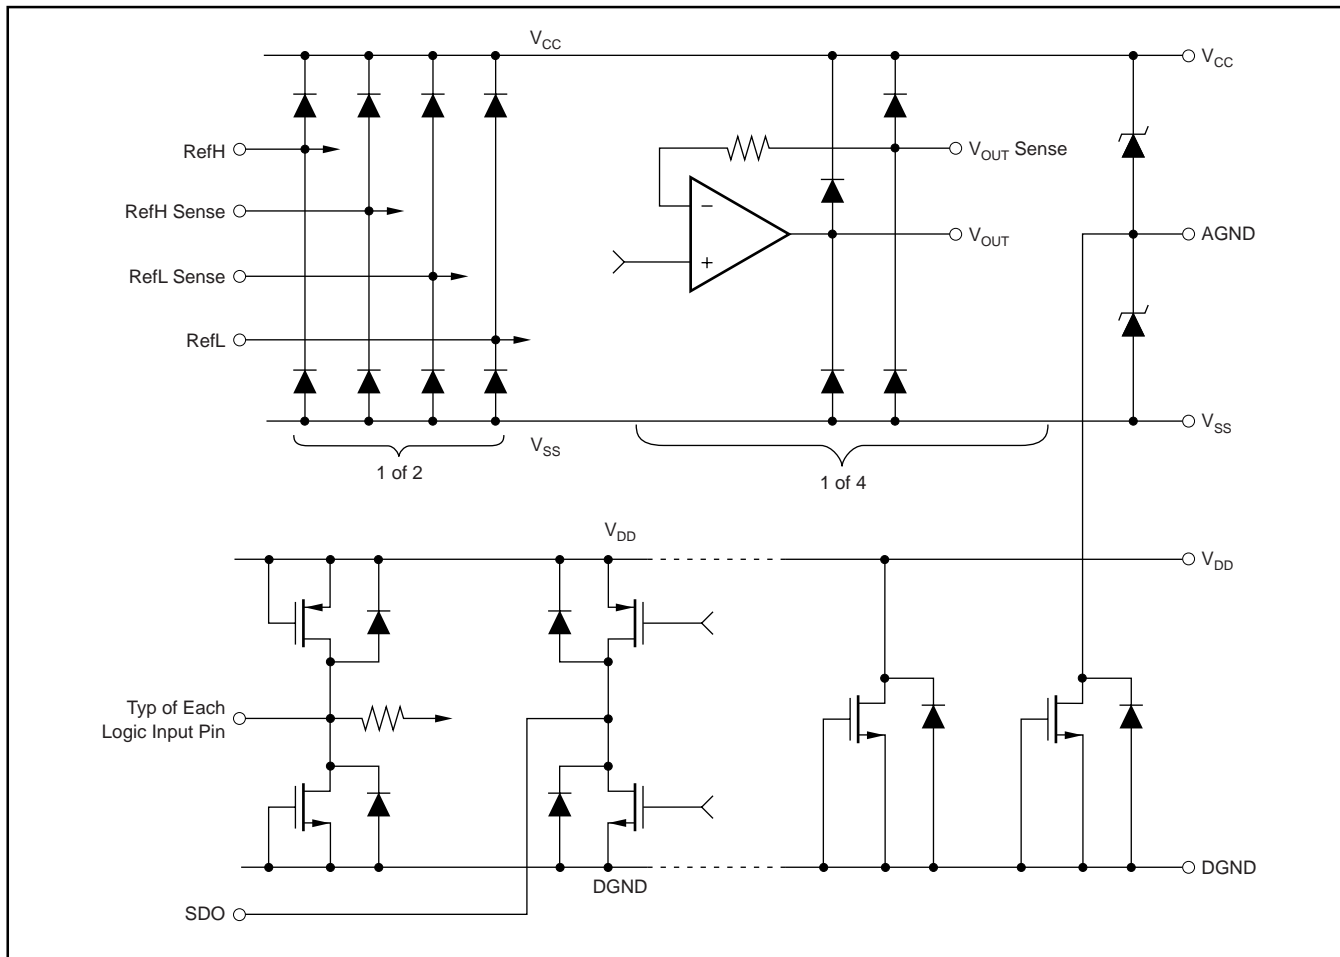 V_CC
V_CC
RefH
V_OUT Sense
RefH Sense
−
V_OUT
AGND
+
RefL Sense
RefL
V_SS
V_SS
1 of 2
1 of 4
V_DD
V_DD
Typ of Each
Logic Input Pin
DGND
DGND
SDO